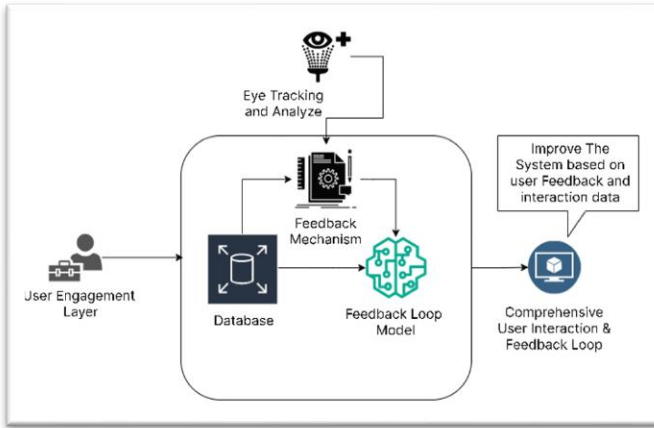 Eye Tracking
and Analyze
Improve The
System based on
user Feedback and
interaction data
Feedback
Mechanism
User Engagement
Layer
Database
Feedback Loop
Model
Comprehensive
User Interaction &
Feedback Loop